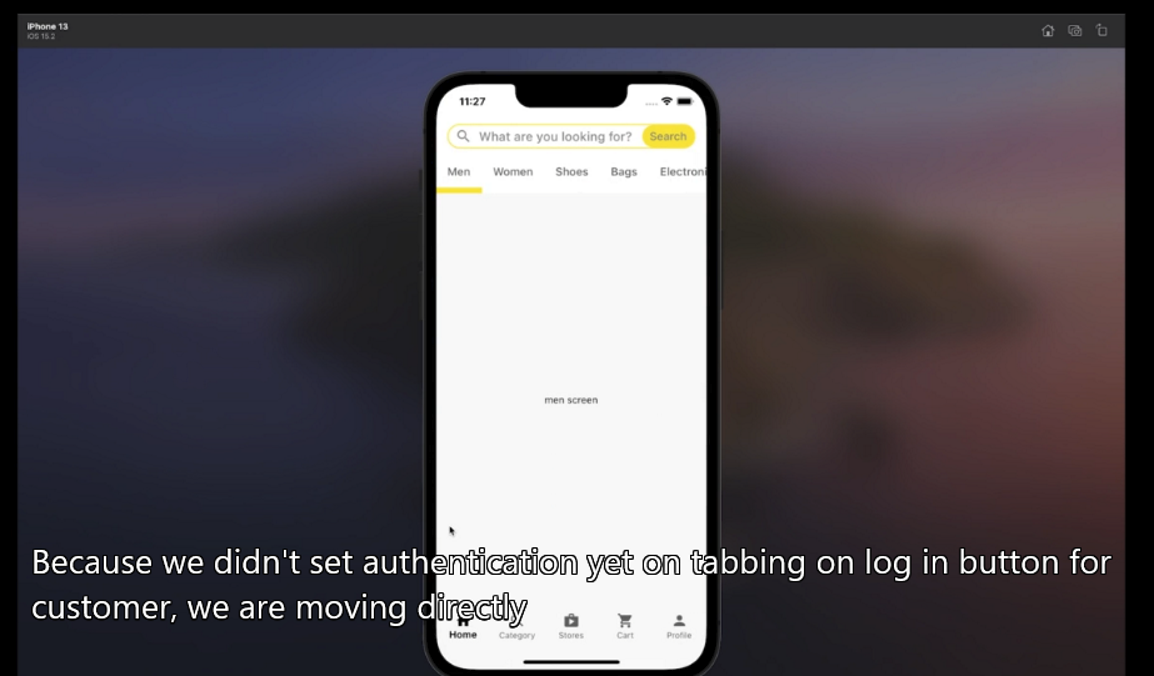 iPhone 13
iOS 15.2
11:27
What are you looking for? Search
Men Women Shoes Bags Electroni
men screen
Because we didn't set authentication yet on tabbing on log in button for
customer, we are moving directly
Home Category Stores Cart Profile